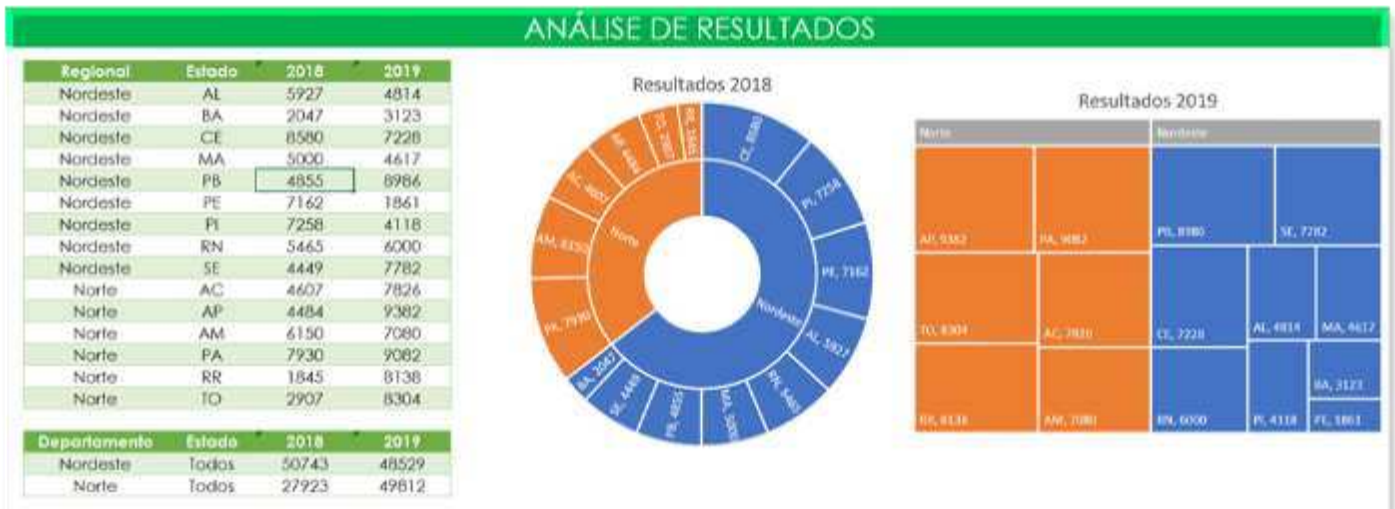 ANÁLISE DE RESULTADOS
Regional Estado 2018 2019
Nordeste AL 5927 4814
Nordeste BA 2047 3123
Nordeste CE 8580 7228
Nordeste MA 5000 4617
Nordeste PB 4855 8986
Nordeste PE 7162 1861
Nordeste PI 7258 4118
Nordeste RN 5465 6000
Nordeste SE 4449 7782
Norte AC 4607 7826
Norte AP 4484 9382
Norte AM 6150 7080
Norte PA 7930 9082
Norte RR 1845 8138
Norte TO 2907 8304
Departamento Estado 2018 2019
Nordeste Todos 50743 48529
Norte Todos 27923 49812
Resultados 2018
Nordeste
CE, 8580
PI, 7258
PE, 7162
AL, 5927
RN, 5465
MA, 5000
PB, 4855
SE, 4449
BA, 2047
Norte
PA, 7930
AM, 6150
AC, 4607
AP, 4484
TO, 2907
RR, 1845
Resultados 2019
Norte Nordeste
AP, 9382 PA, 9082 PB, 8986 SE, 7782
TO, 8304 AC, 7826 CE, 7228 AL, 4814 MA, 4617
BA, 3123
RR, 8138 AM, 7080 RN, 6000 PI, 4118 PE, 1861